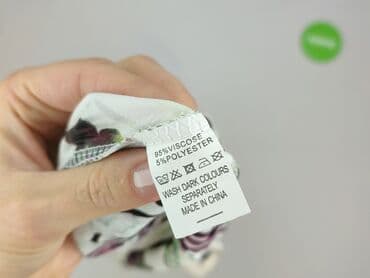 95%VISCOSE
5%POLYESTER
WASH DARK COLOURS
SEPARATELY
MADE IN CHINA